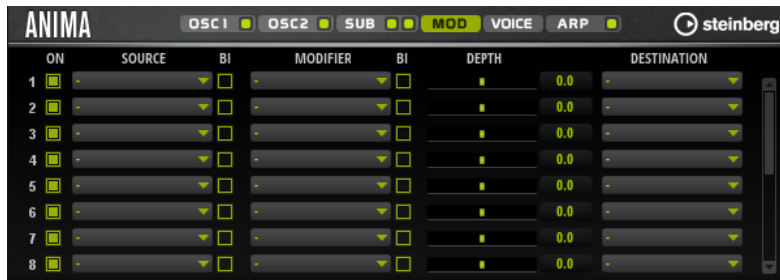 ANIMA OSC1 OSC2 SUB MOD VOICE ARP steinberg
ON SOURCE BI MODIFIER BI DEPTH DESTINATION
1 - - 0.0 -
2 - - 0.0 -
3 - - 0.0 -
4 - - 0.0 -
5 - - 0.0 -
6 - - 0.0 -
7 - - 0.0 -
8 - - 0.0 -